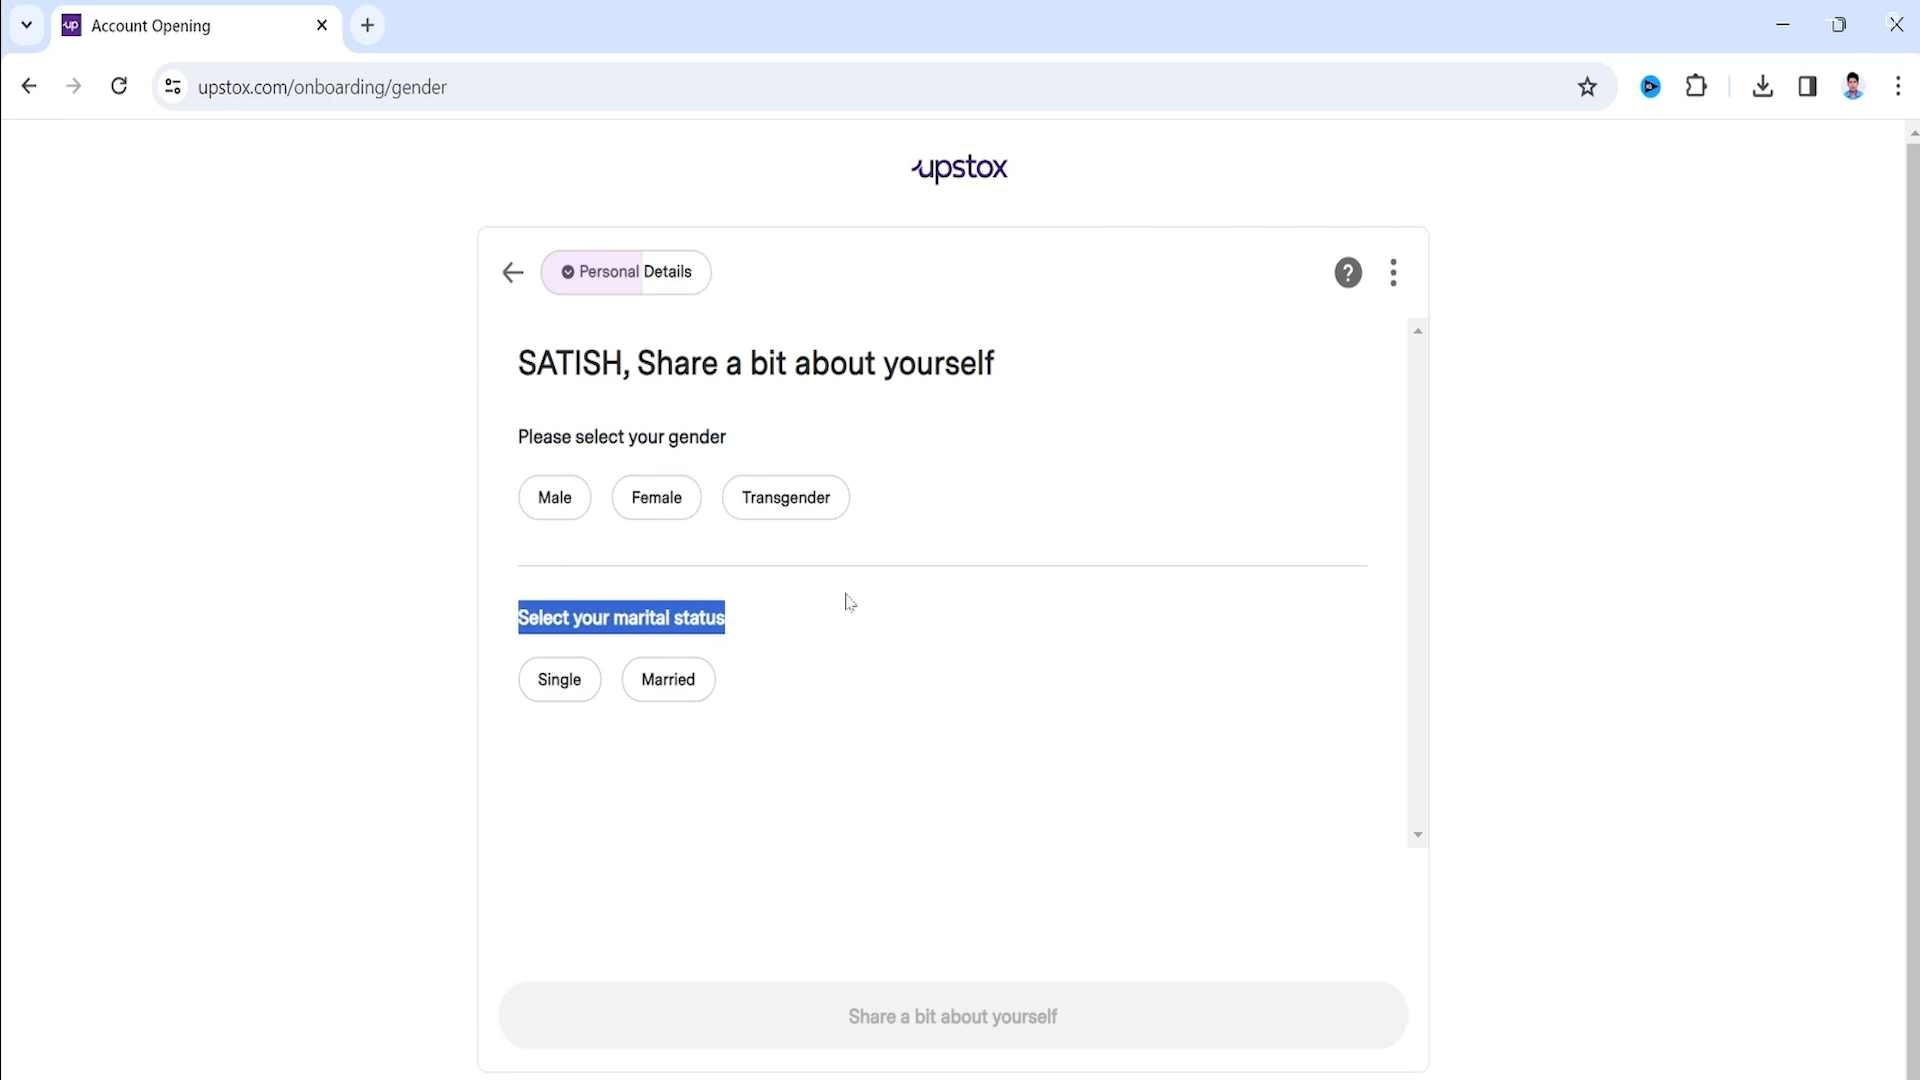 up Account Opening
upstox.com/onboarding/gender
upstox
Personal Details
?
SATISH, Share a bit about yourself
Please select your gender
Male Female Transgender
Select your marital status
Single Married
Share a bit about yourself